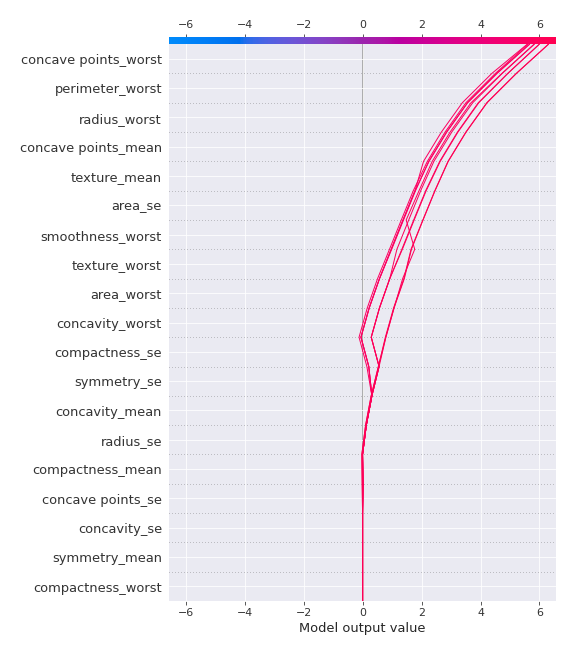 −6 −4 −2 0 2 4 6
concave points_worst
perimeter_worst
radius_worst
concave points_mean
texture_mean
area_se
smoothness_worst
texture_worst
area_worst
concavity_worst
compactness_se
symmetry_se
concavity_mean
radius_se
compactness_mean
concave points_se
concavity_se
symmetry_mean
compactness_worst
−6 −4 −2 0 2 4 6
Model output value